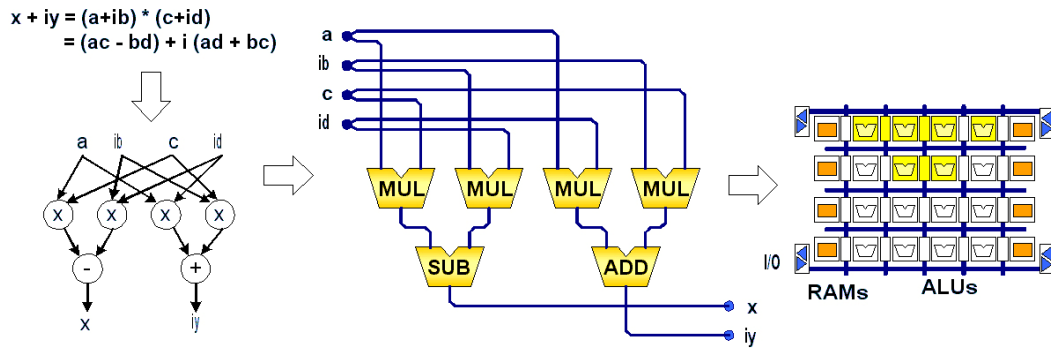 x + iy = (a+ib) * (c+id)
= (ac - bd) + i (ad + bc)
a ib c id
x x x x
- +
x iy
a
ib
c
id
MUL MUL MUL MUL
SUB ADD
x
iy
I/O
RAMs ALUs